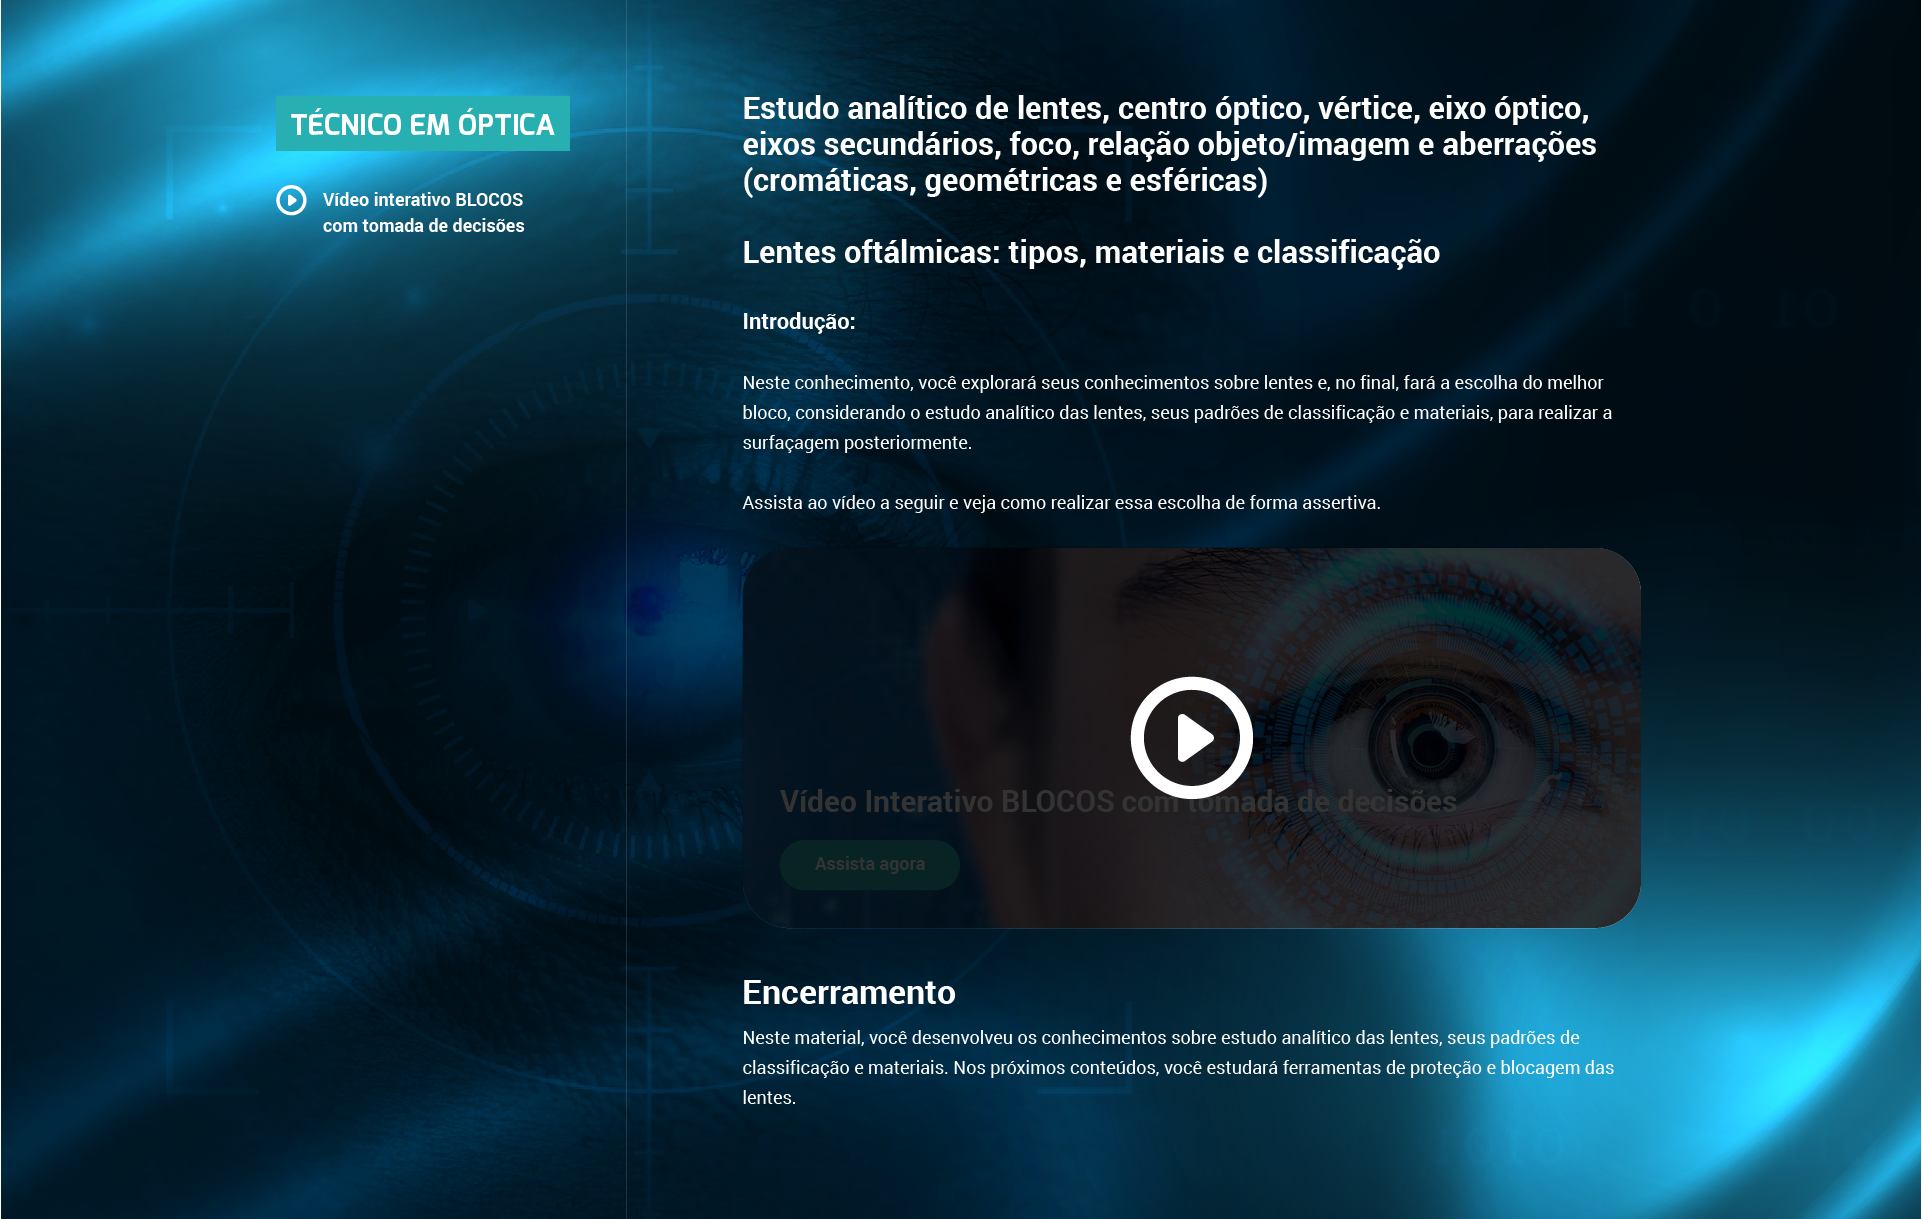 TÉCNICO EM ÓPTICA
Vídeo interativo BLOCOS
com tomada de decisões
Estudo analítico de lentes, centro óptico, vértice, eixo óptico,
eixos secundários, foco, relação objeto/imagem e aberrações
(cromáticas, geométricas e esféricas)
Lentes oftálmicas: tipos, materiais e classificação
Introdução:
Neste conhecimento, você explorará seus conhecimentos sobre lentes e, no final, fará a escolha do melhor
bloco, considerando o estudo analítico das lentes, seus padrões de classificação e materiais, para realizar a
surfaçagem posteriormente.
Assista ao vídeo a seguir e veja como realizar essa escolha de forma assertiva.
Vídeo Interativo BLOCOS com tomada de decisões
Assista agora
Encerramento
Neste material, você desenvolveu os conhecimentos sobre estudo analítico das lentes, seus padrões de
classificação e materiais. Nos próximos conteúdos, você estudará ferramentas de proteção e blocagem das
lentes.